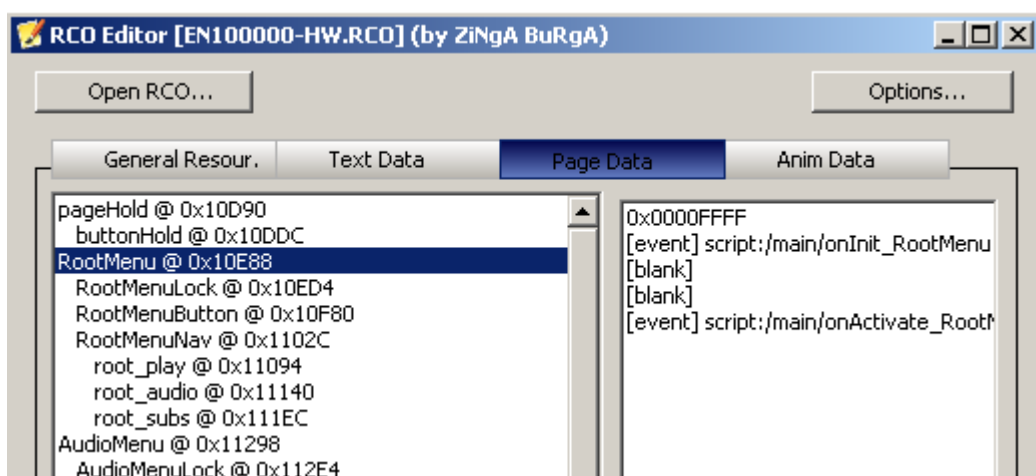 RCO Editor [EN100000-HW.RCO] (by ZiNgA BuRgA)
Open RCO...
Options...
General Resour.
Text Data
Page Data
Anim Data
pageHold @ 0x10D90
buttonHold @ 0x10DDC
RootMenu @ 0x10E88
RootMenuLock @ 0x10ED4
RootMenuButton @ 0x10F80
RootMenuNav @ 0x1102C
root_play @ 0x11094
root_audio @ 0x11140
root_subs @ 0x111EC
AudioMenu @ 0x11298
AudioMenuLock @ 0x112E4
0x0000FFFF
[event] script:/main/onInit_RootMenu
[blank]
[blank]
[event] script:/main/onActivate_Root